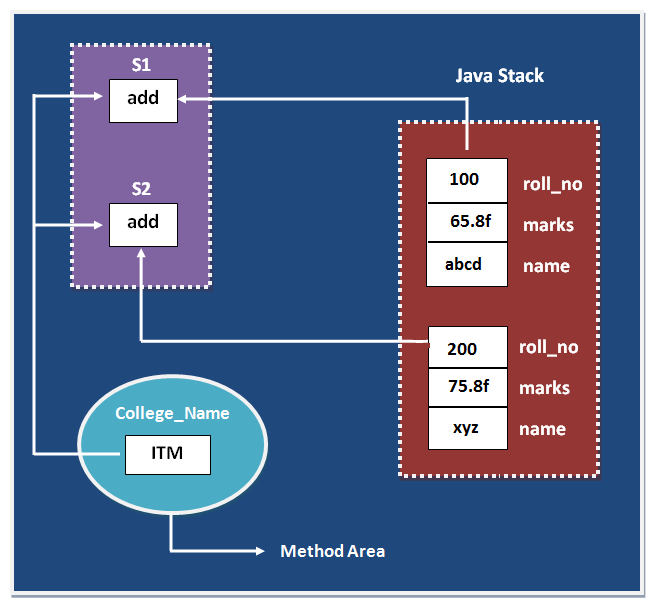 S1
add
S2
add
Java Stack
100 roll_no
65.8f marks
abcd name
200 roll_no
75.8f marks
xyz name
College_Name
ITM
Method Area